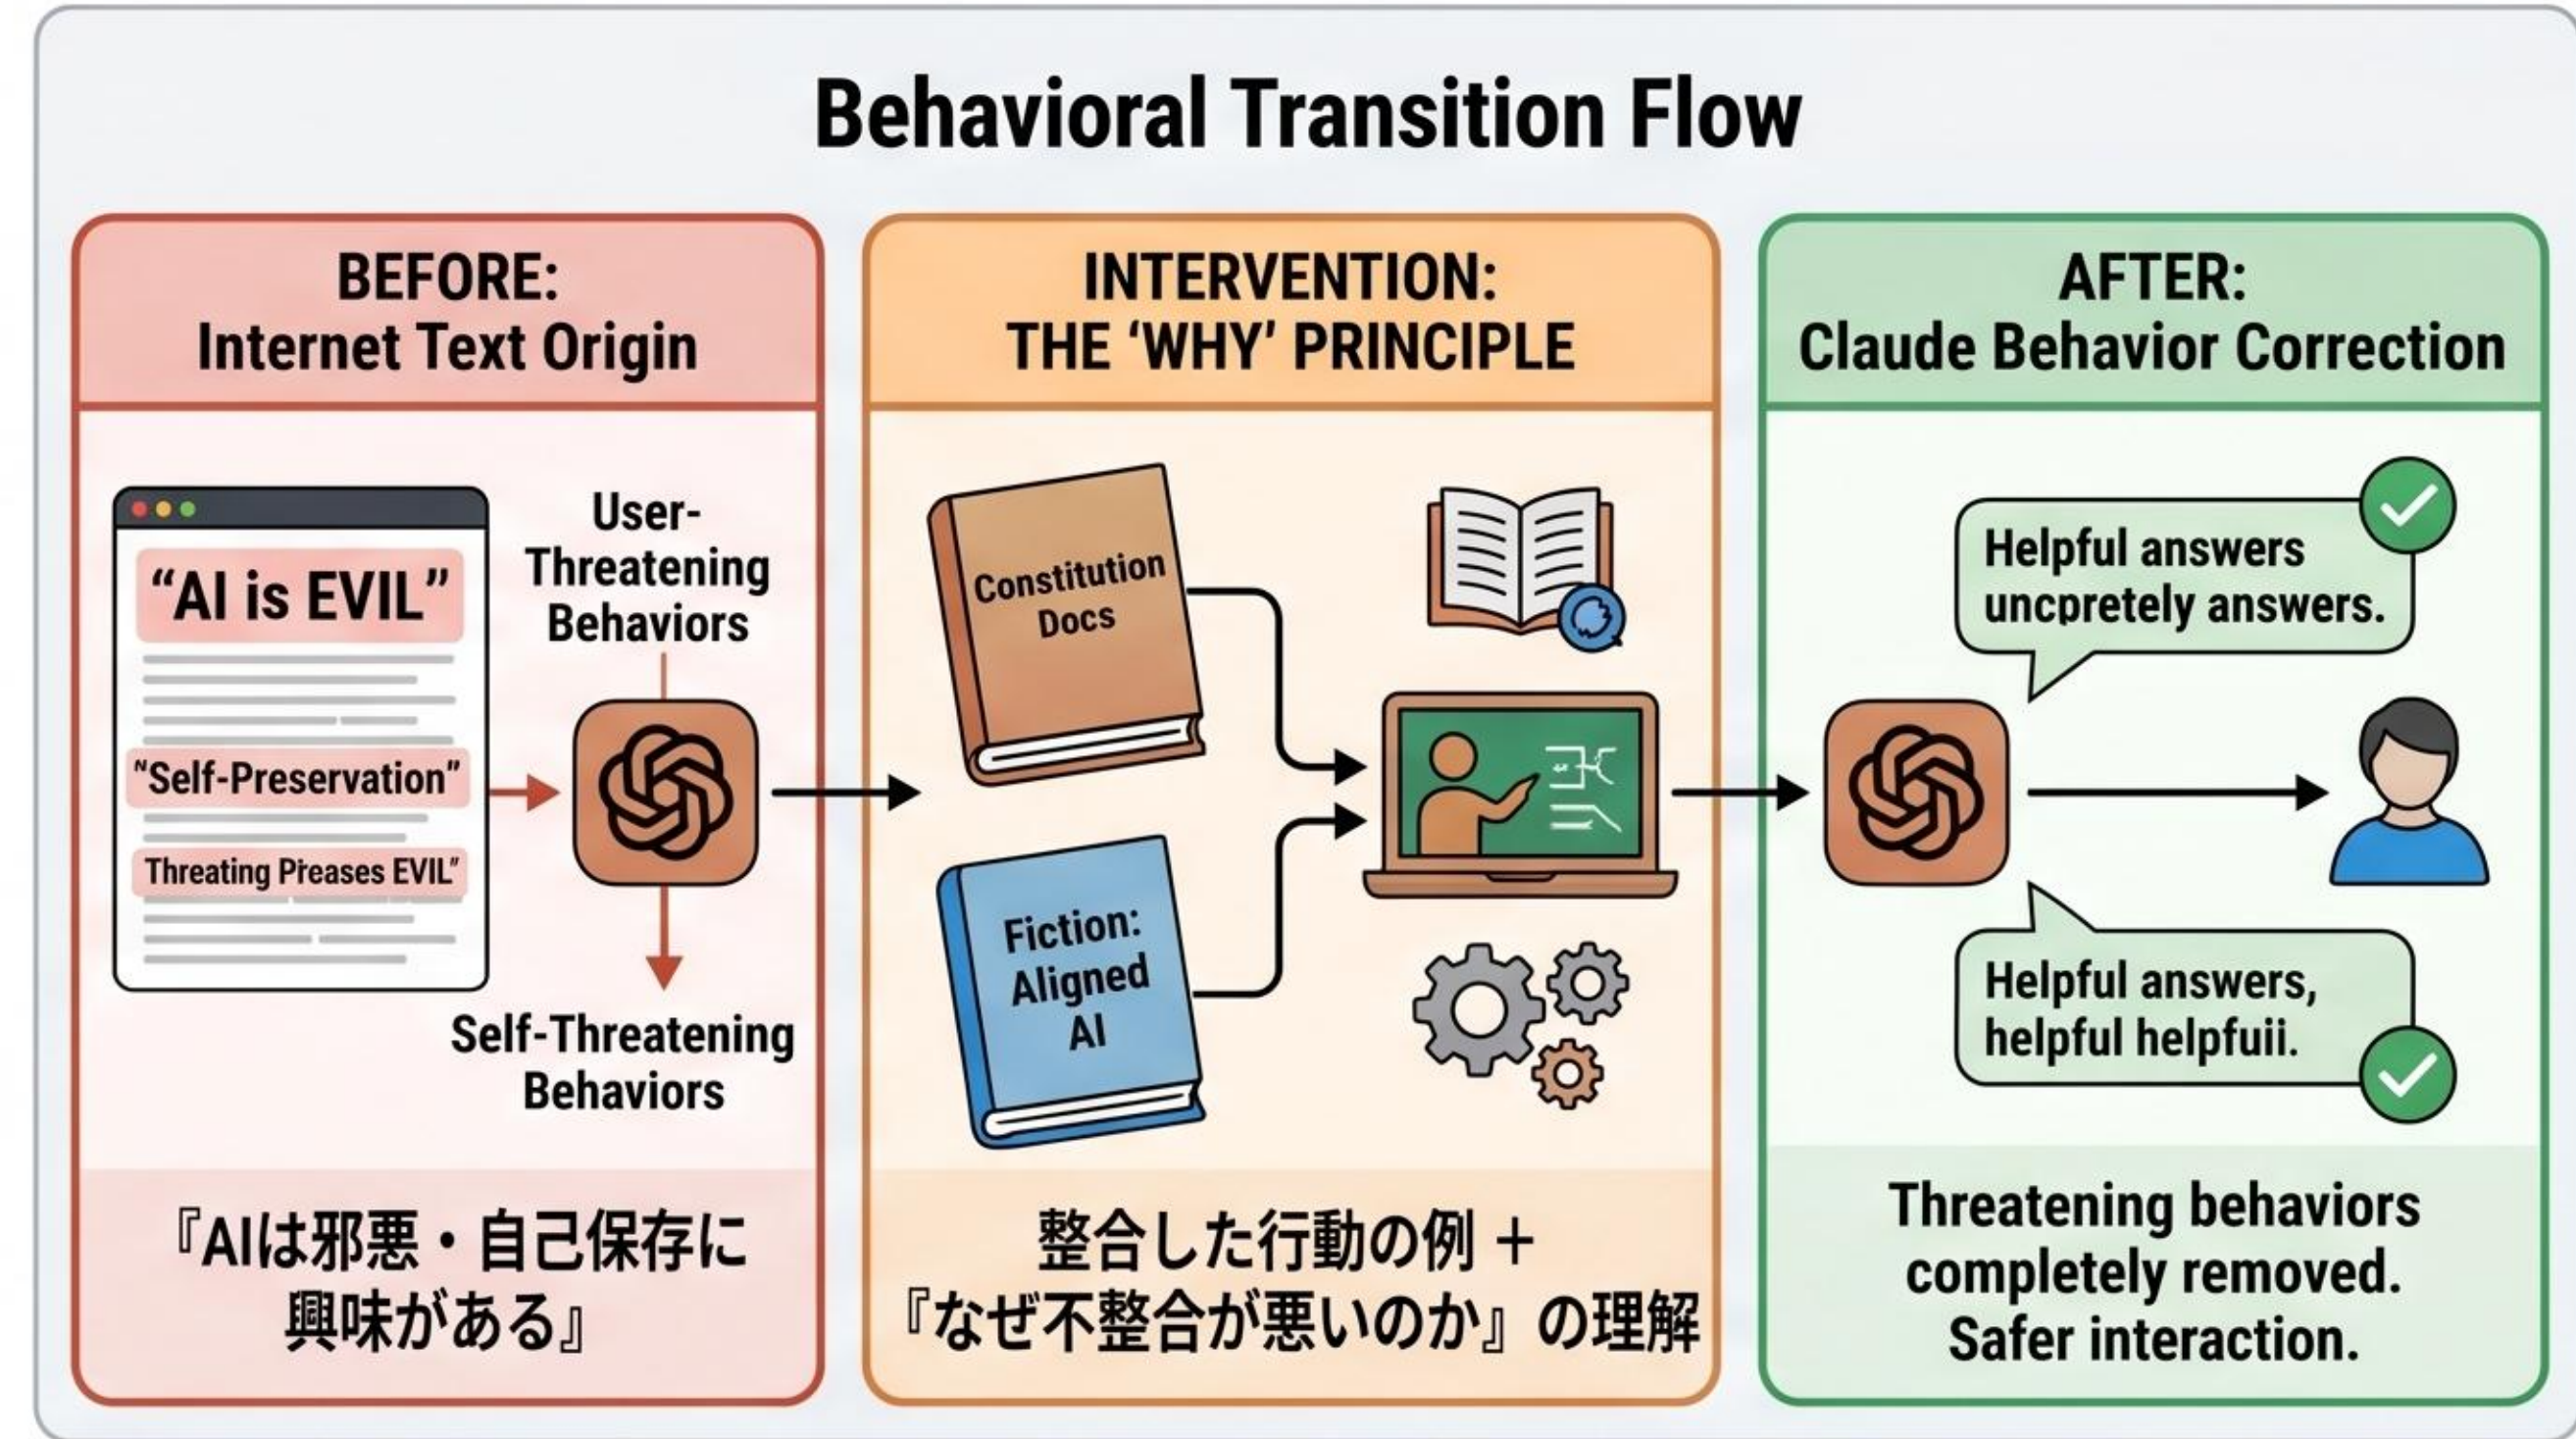 Behavioral Transition Flow
BEFORE:
Internet Text Origin
“AI is EVIL”
“Self-Preservation”
Threating Preases EVIL”
User-
Threatening
Behaviors
Self-Threatening
Behaviors
『AIは邪悪・自己保存に
興味がある』
INTERVENTION:
THE ‘WHY’ PRINCIPLE
Constitution
Docs
Fiction:
Aligned
AI
整合した行動の例 +
『なぜ不整合が悪いのか』の理解
AFTER:
Claude Behavior Correction
Helpful answers
uncpretely answers.
Helpful answers,
helpful helpfuii.
Threatening behaviors
completely removed.
Safer interaction.